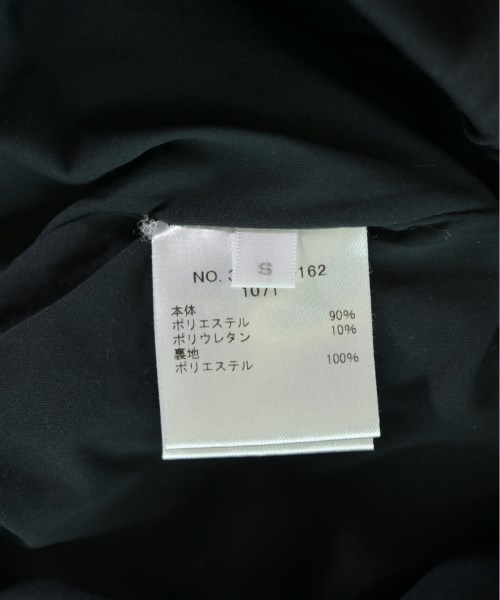 S
NO. 162
1071
本体
ポリエステル 90%
ポリウレタン 10%
裏地
ポリエステル 100%